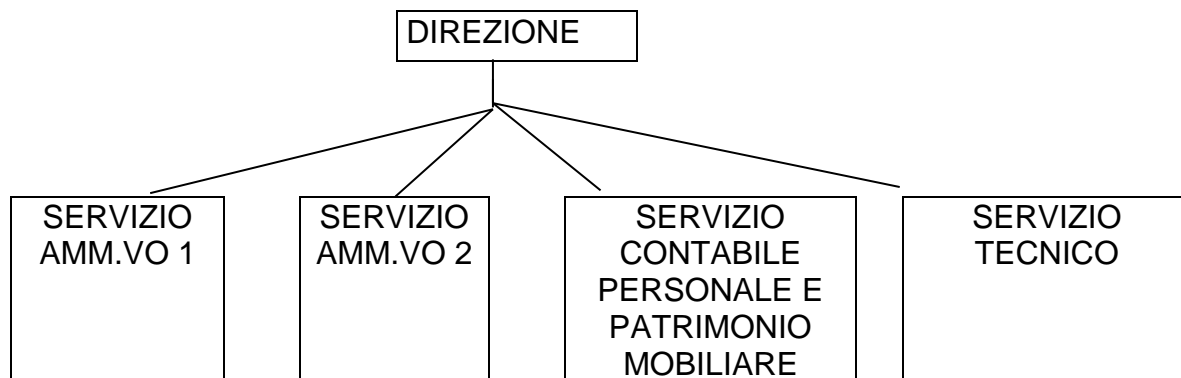 DIREZIONE
SERVIZIO
AMM.VO 1
SERVIZIO
AMM.VO 2
SERVIZIO
CONTABILE
PERSONALE E
PATRIMONIO
MOBILIARE
SERVIZIO
TECNICO